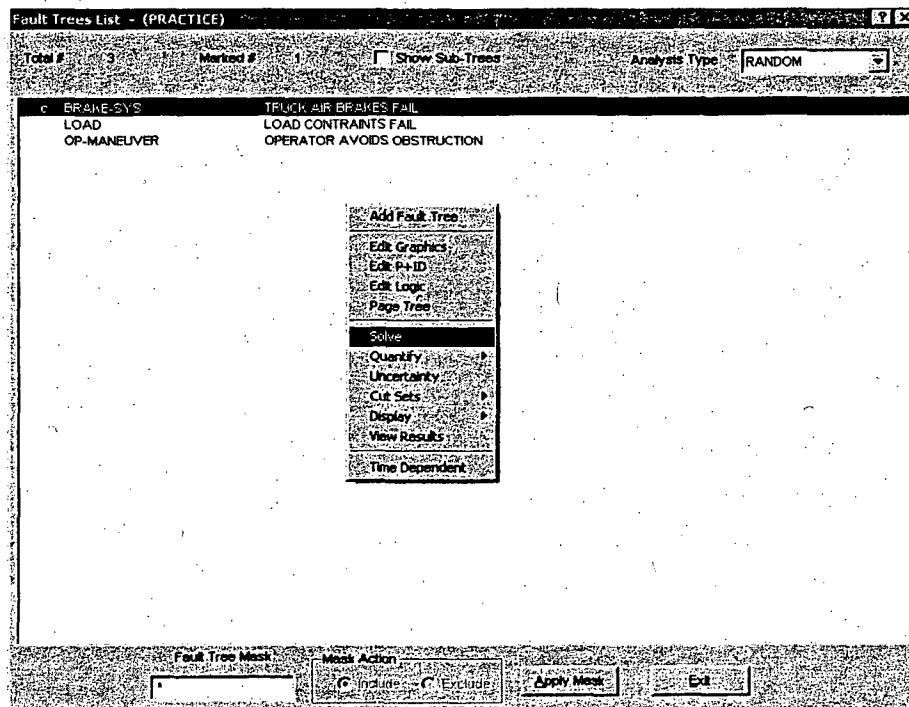 Fault Trees List - (PRACTICE)
Total # 3 Marked # 1 Show Sub-Trees Analysis Type RANDOM
c BRAKE-SYS TRUCK AIR BRAKES FAIL
LOAD LOAD CONTRAINTS FAIL
OP-MANEUVER OPERATOR AVOIDS OBSTRUCTION
Add Fault Tree
Edit Graphics
Edit P+ID
Edit Logic
Page Tree
Solve
Quantify
Uncertainty
Cut Sets
Display
View Results
Time Dependent
Fault Tree Mask Mask Action
* Include Exclude Apply Mask Exit